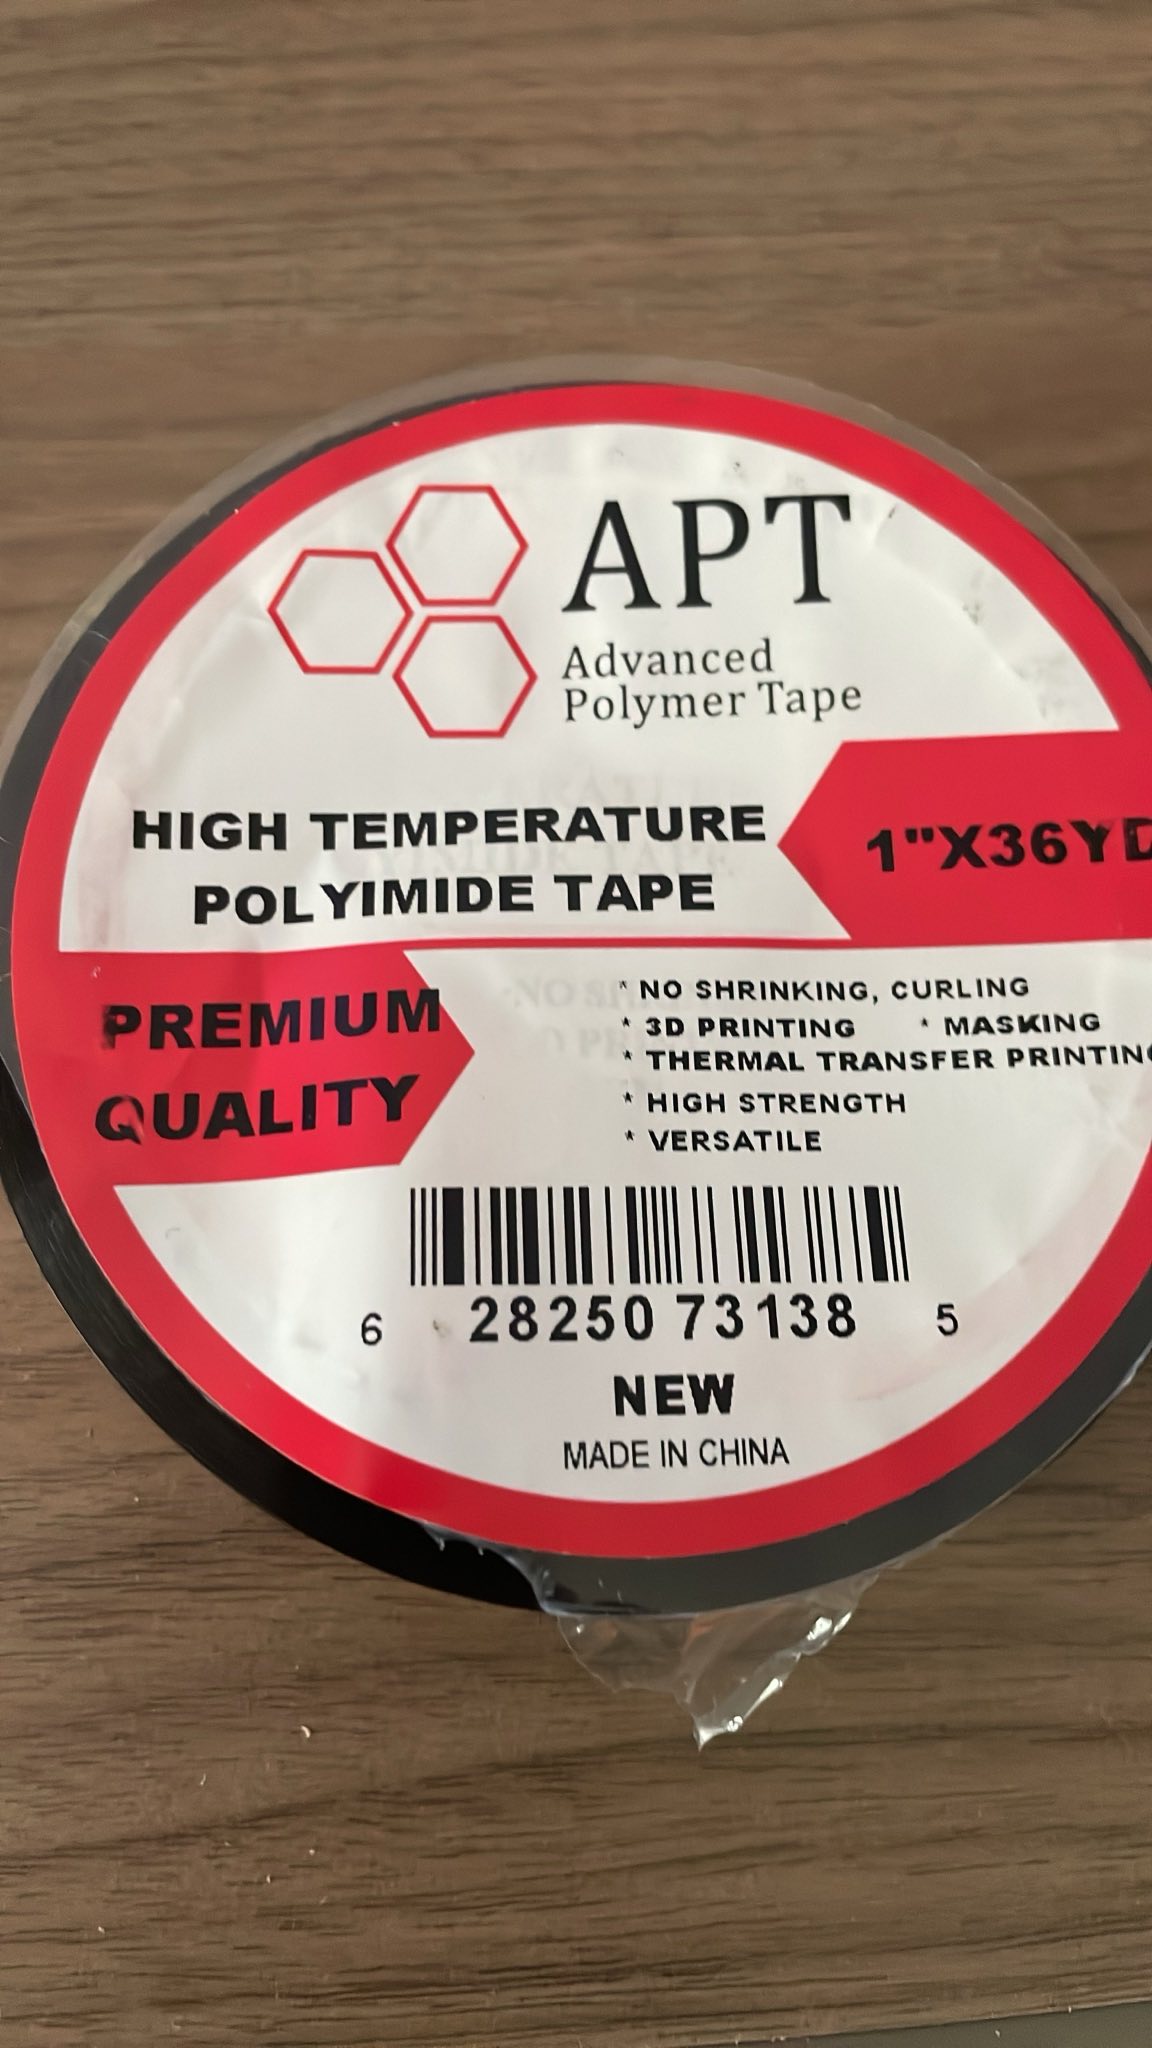 APT
Advanced
Polymer Tape
HIGH TEMPERATURE
POLYIMIDE TAPE
1"X36YD
PREMIUM
QUALITY
* NO SHRINKING, CURLING
* 3D PRINTING * MASKING
* THERMAL TRANSFER PRINTING
* HIGH STRENGTH
* VERSATILE
6 28250 73138 5
NEW
MADE IN CHINA